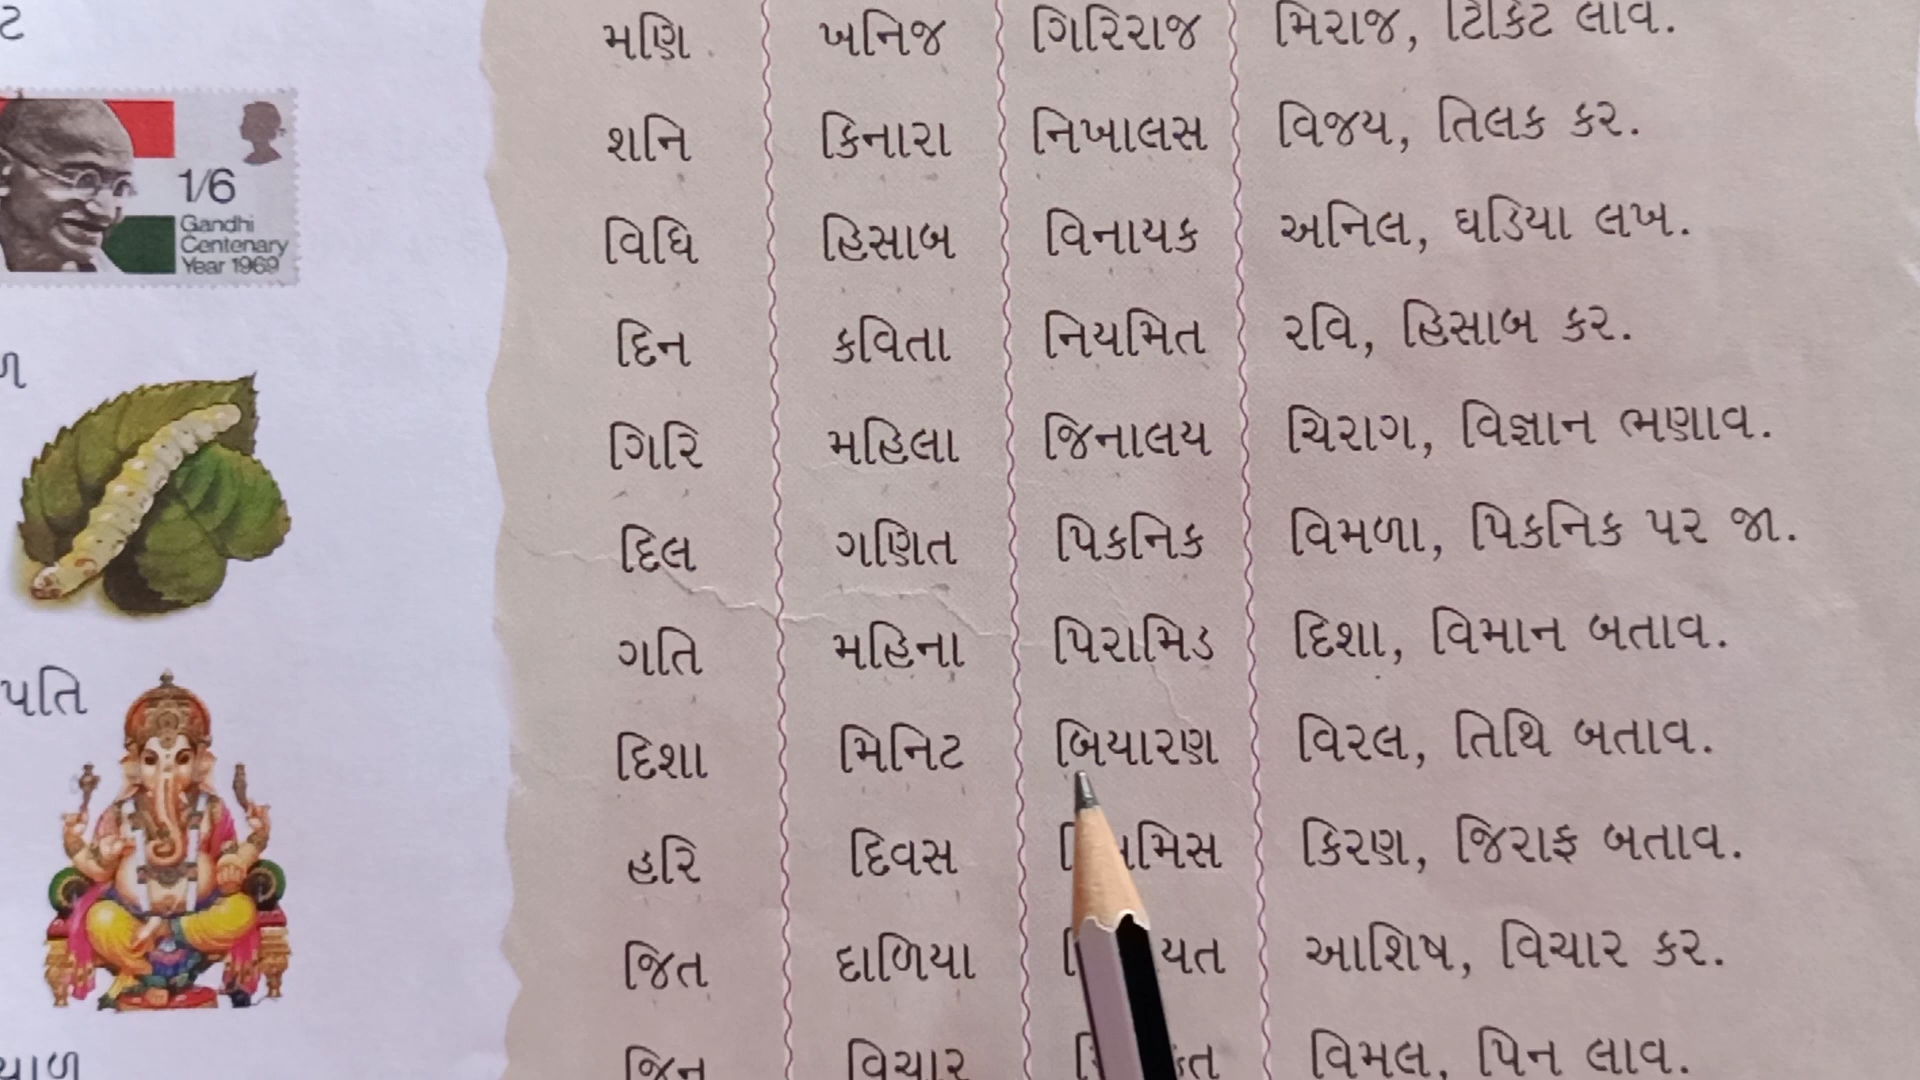 ટ
મણિ ખનિજ ગિરિરાજ મિરાજ, ટિકિટ લાવ.
1/6
Gandhi
Centenary
Year 1969
શનિ કિનારા નિખાલસ વિજય, તિલક કર.
વિધિ હિસાબ વિનાયક અનિલ, ઘડિયા લખ.
દિન કવિતા નિયમિત રવિ, હિસાબ કર.
ગિરિ મહિલા જિનાલય ચિરાગ, વિજ્ઞાન ભણાવ.
દિલ ગણિત પિકનિક વિમળા, પિકનિક પર જા.
ગતિ મહિના પિરામિડ દિશા, વિમાન બતાવ.
પતિ
દિશા મિનિટ બિયારણ વિરલ, તિથિ બતાવ.
હરિ દિવસ કિરણ, જિરાફ બતાવ.
જિત દાળિયા આશિષ, વિચાર કર.
જિન વિચાર વિમલ, પિન લાવ.